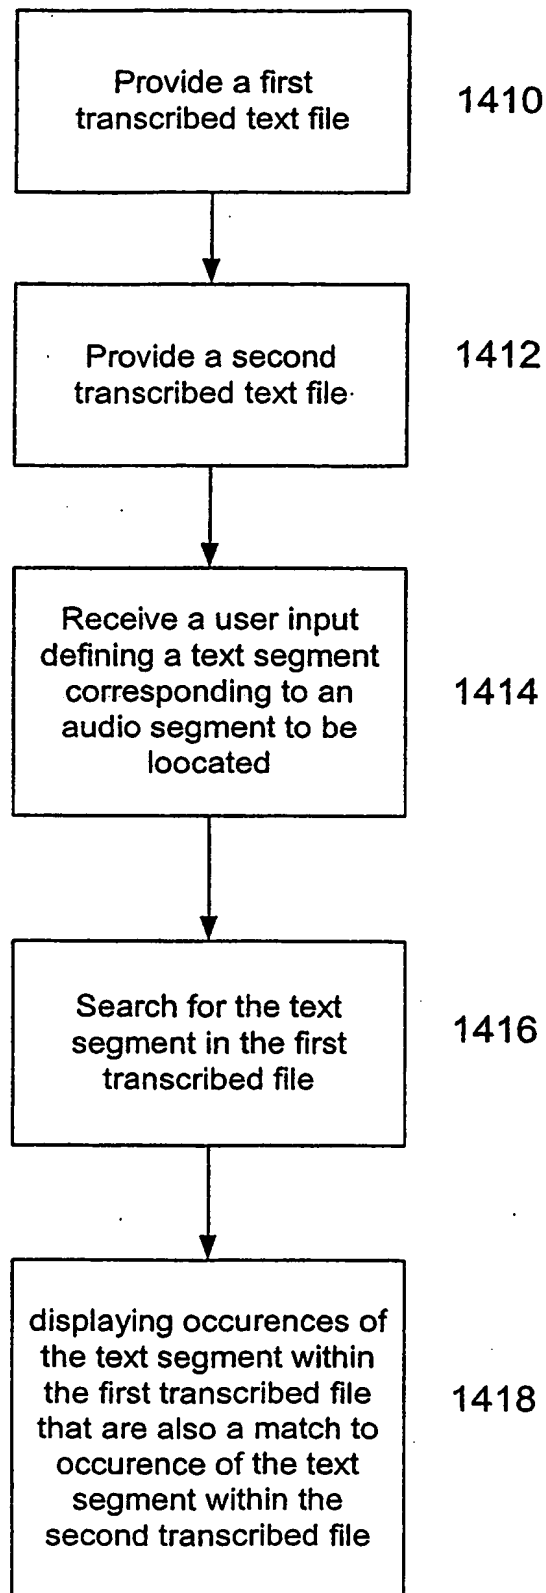 Provide a first
transcribed text file
1410
Provide a second
transcribed text file
1412
Receive a user input
defining a text segment
corresponding to an
audio segment to be
loocated
1414
Search for the text
segment in the first
transcribed file
1416
displaying occurences of
the text segment within
the first transcribed file
that are also a match to
occurence of the text
segment within the
second transcribed file
1418